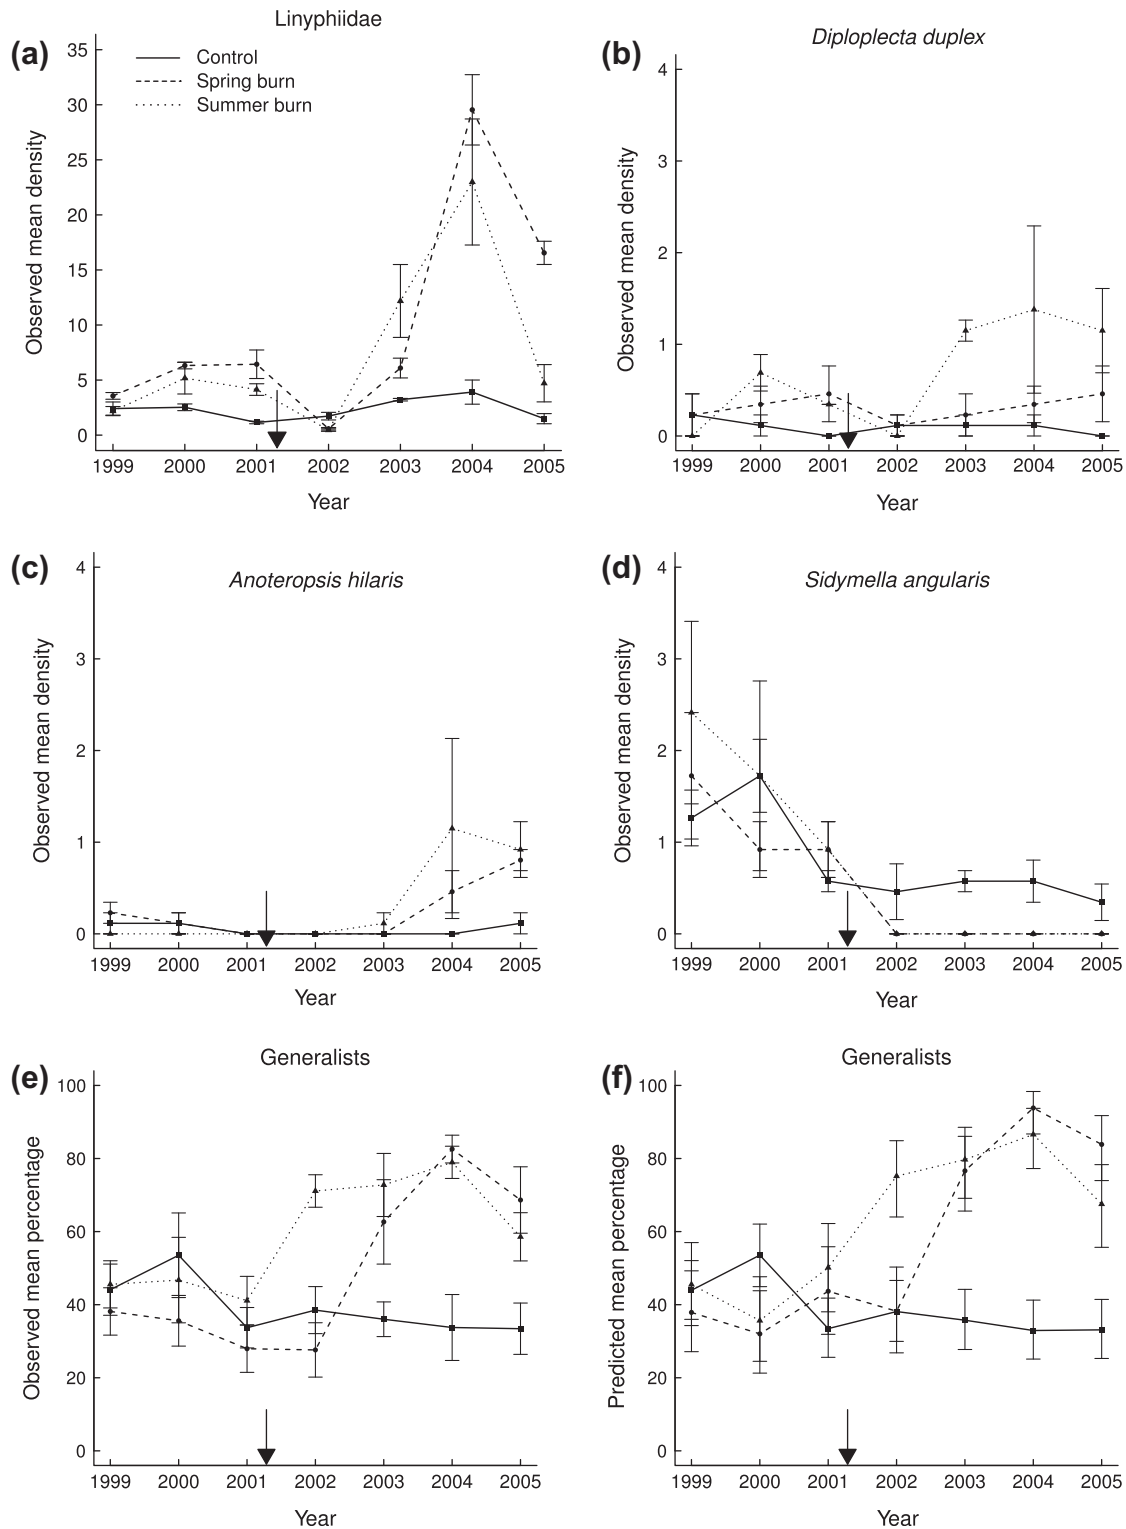 Linyphiidae
(a)
Control
Spring burn
Summer burn
35
30
25
20
15
10
5
0
Observed mean density
1999 2000 2001 2002 2003 2004 2005
Year
(b)
Diploplecta duplex
4
3
2
1
0
Observed mean density
1999 2000 2001 2002 2003 2004 2005
Year
(c)
Anoteropsis hilaris
4
3
2
1
0
Observed mean density
1999 2000 2001 2002 2003 2004 2005
Year
(d)
Sidymella angularis
4
3
2
1
0
Observed mean density
1999 2000 2001 2002 2003 2004 2005
Year
Generalists
(e)
100
80
60
40
20
0
Observed mean percentage
1999 2000 2001 2002 2003 2004 2005
Year
Generalists
(f)
100
80
60
40
20
0
Predicted mean percentage
1999 2000 2001 2002 2003 2004 2005
Year